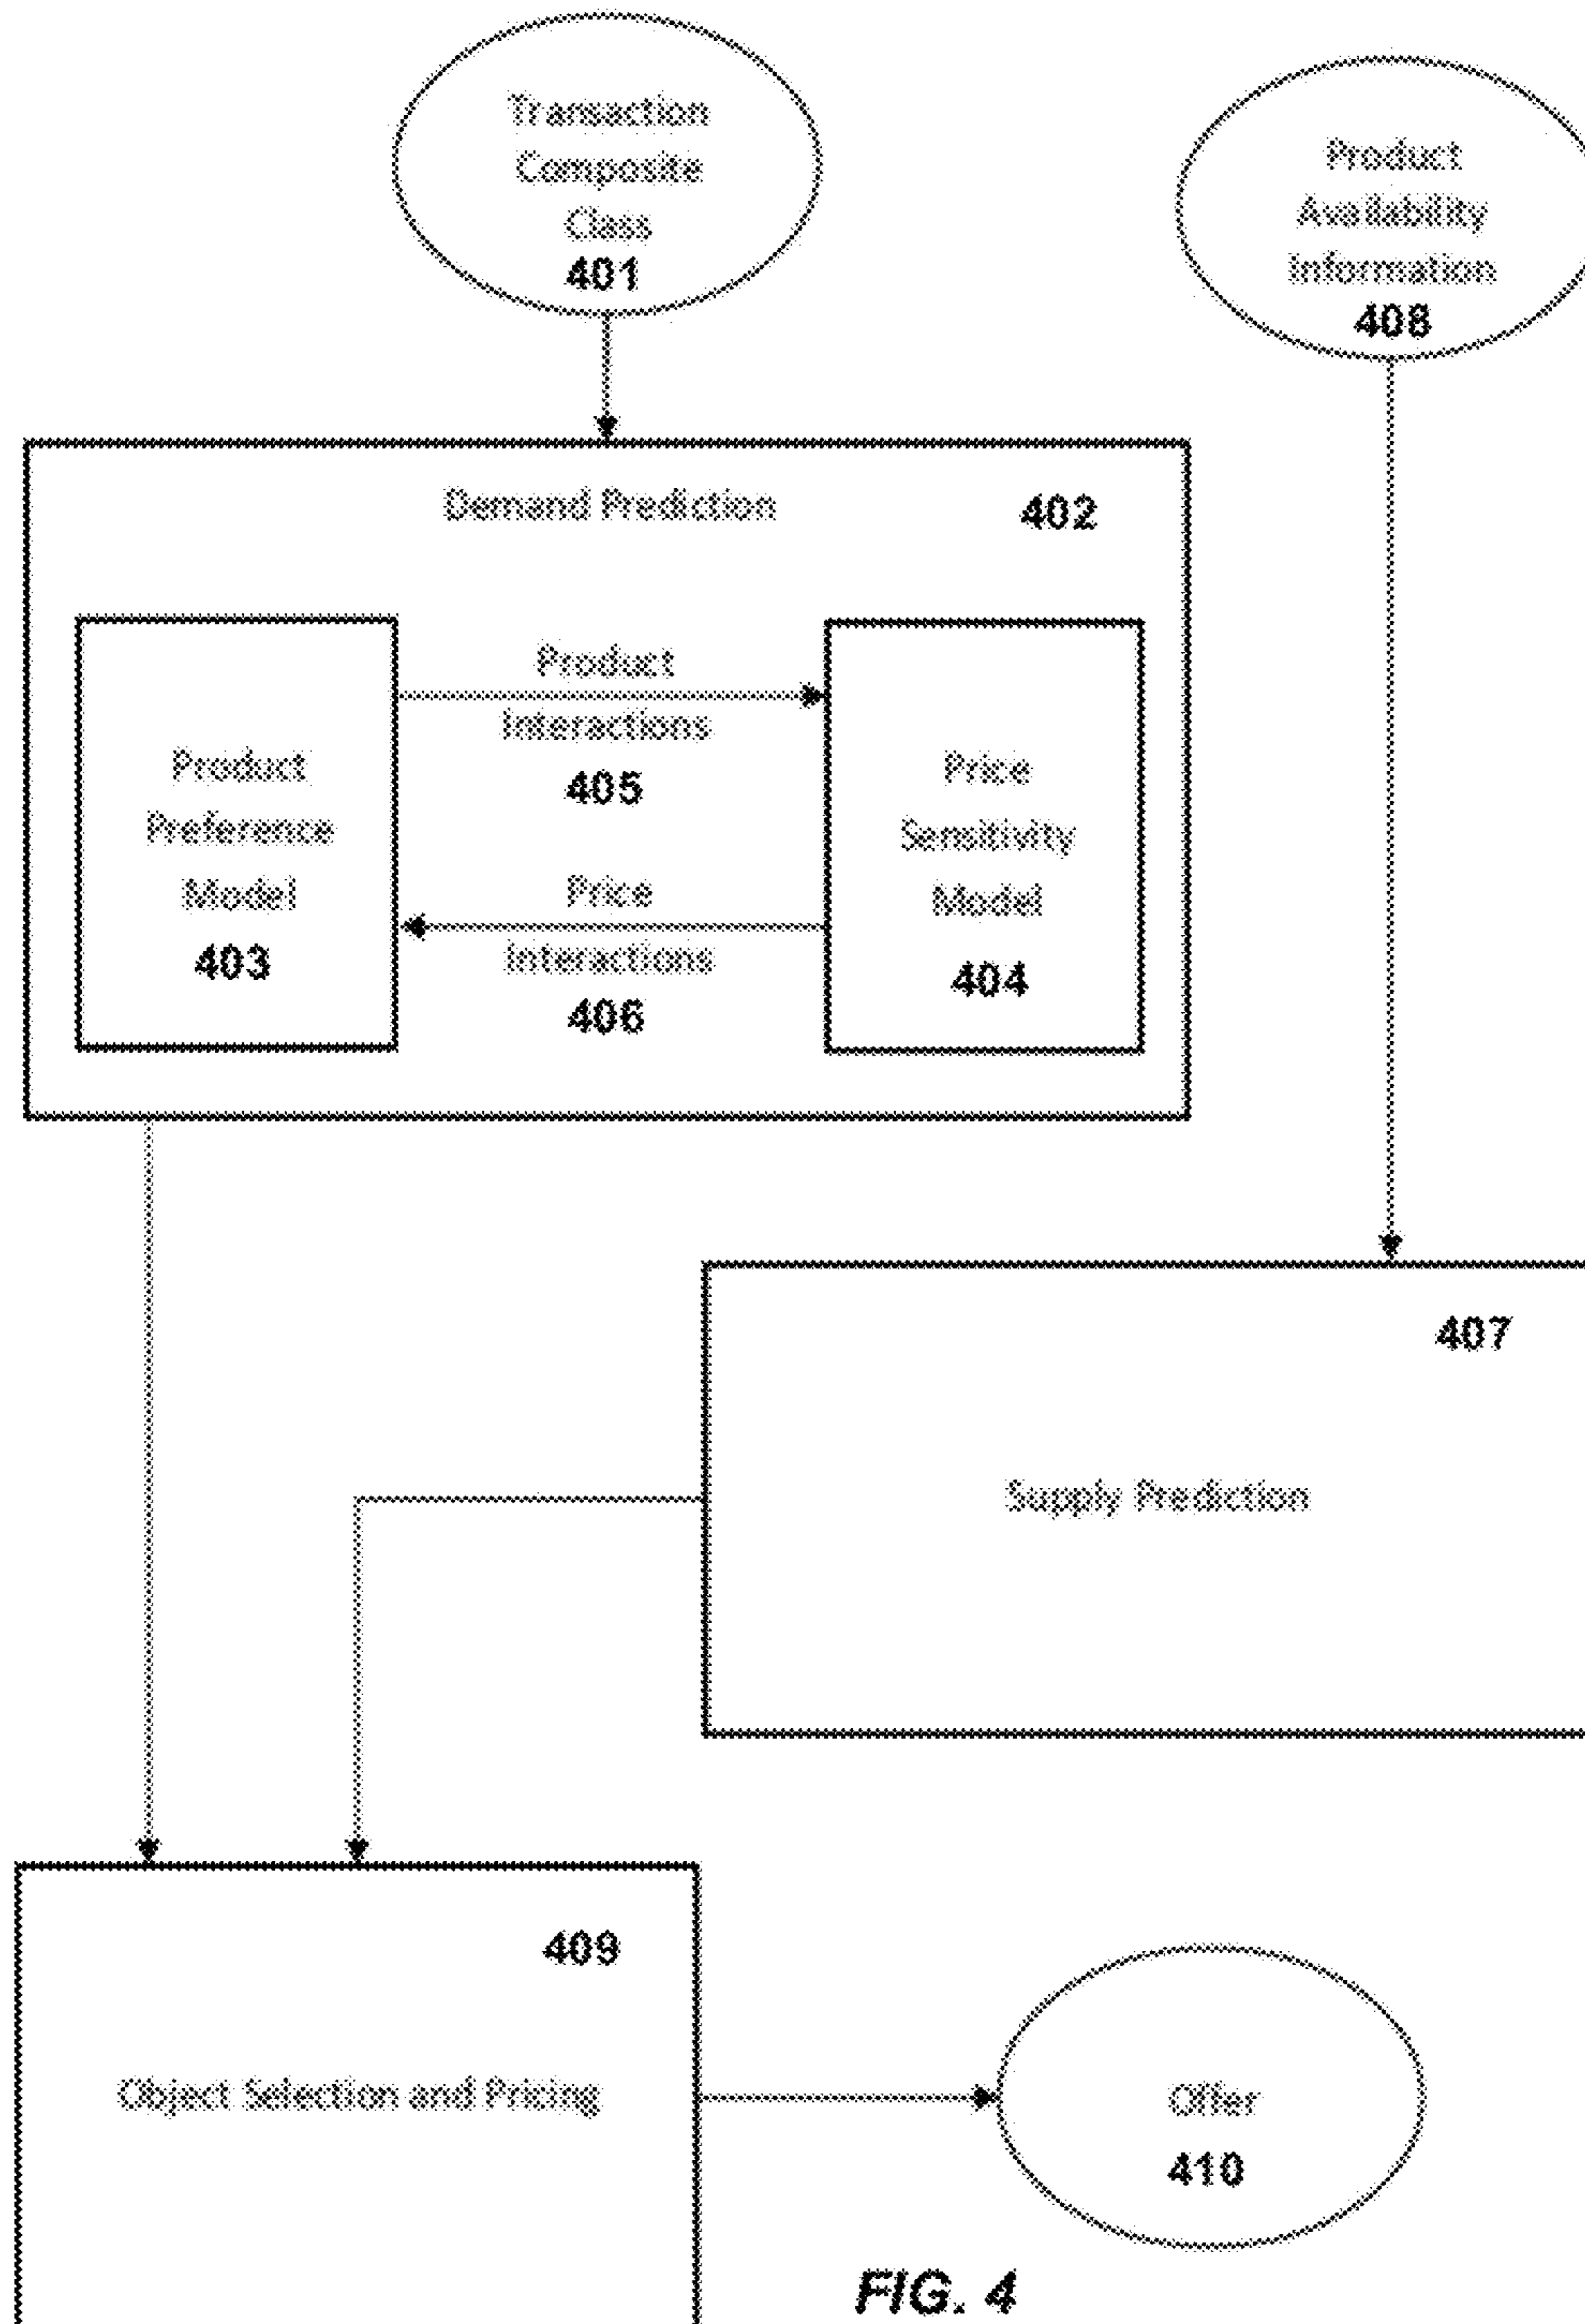 Transaction
Composite
Class
401
Product
Availability
Information
408
Demand Prediction
402
Product
Preference
Model
403
Product
Interactions
405
Price
Interactions
406
Price
Sensitivity
Model
404
407
Supply Prediction
409
Object Selection and Pricing
Offer
410
FIG. 4